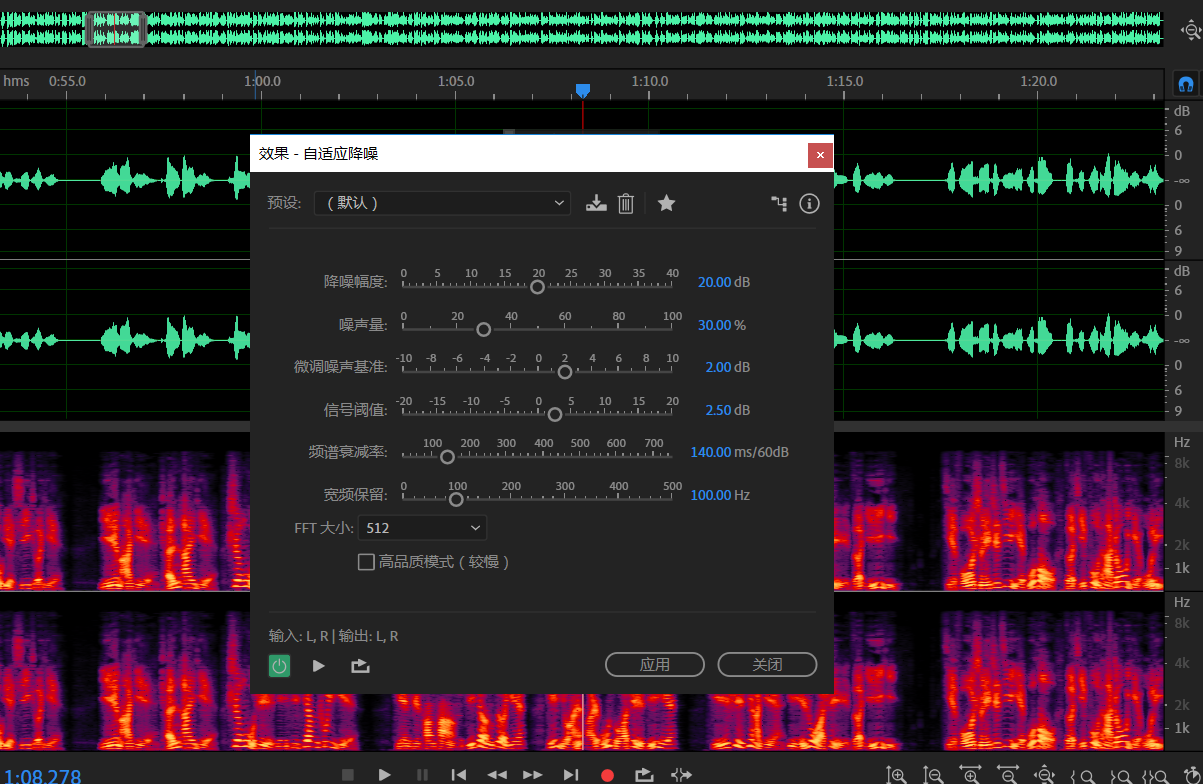 hms 0:55.0 1:00.0 1:05.0 1:10.0 1:15.0 1:20.0
dB
6
0
-∞
0
6
9
dB
6
0
-∞
0
6
9
Hz
8k
4k
2k
1k
Hz
8k
4k
2k
1k
效果 - 自适应降噪
预设: (默认)
0 5 10 15 20 25 30 35 40
降噪幅度: 20.00 dB
0 20 40 60 80 100
噪声量: 30.00 %
-10 -8 -6 -4 -2 0 2 4 6 8 10
微调噪声基准: 2.00 dB
-20 -15 -10 -5 0 5 10 15 20
信号阈值: 2.50 dB
100 200 300 400 500 600 700
频谱衰减率: 140.00 ms/60dB
0 100 200 300 400 500
宽频保留: 100.00 Hz
FFT 大小: 512
高品质模式(较慢)
输入: L, R | 输出: L, R
应用 关闭
1:08.278